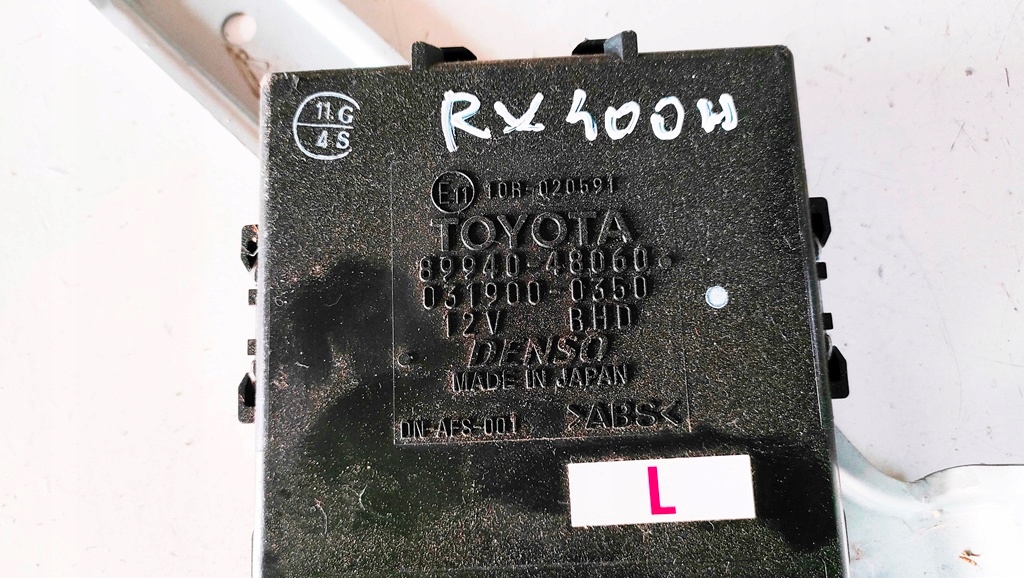 11.G
4.S
RX 400H
E11 10R-020591
TOYOTA
89940-48060
031900-0350
12V BHD
DENSO
MADE IN JAPAN
DN-AFS-001 >ABS<
L